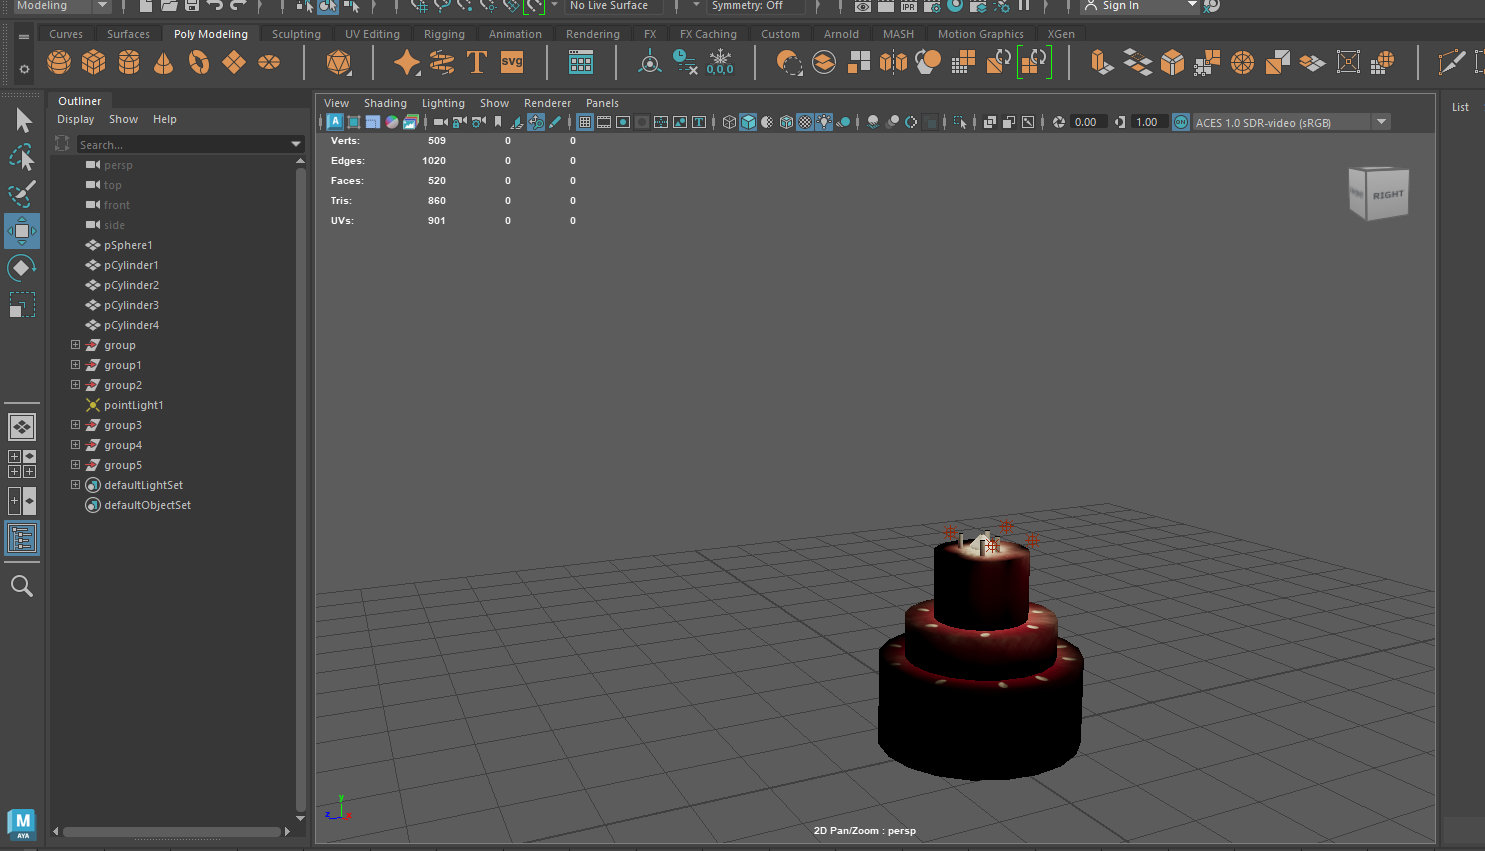 Modeling
No Live Surface
Symmetry: Off
IPR
Sign In
Curves Surfaces Poly Modeling Sculpting UV Editing Rigging Animation Rendering FX FX Caching Custom Arnold MASH Motion Graphics XGen
T
SVG
0,0,0
Outliner
Display Show Help
Search...
persp
top
front
side
pSphere1
pCylinder1
pCylinder2
pCylinder3
pCylinder4
group
group1
group2
pointLight1
group3
group4
group5
defaultLightSet
defaultObjectSet
View Shading Lighting Show Renderer Panels
0.00
1.00
ON
ACES 1.0 SDR-video (sRGB)
List
Verts: 509 0 0
Edges: 1020 0 0
Faces: 520 0 0
Tris: 860 0 0
UVs: 901 0 0
RIGHT
y
z
x
2D Pan/Zoom : persp
M
AYA